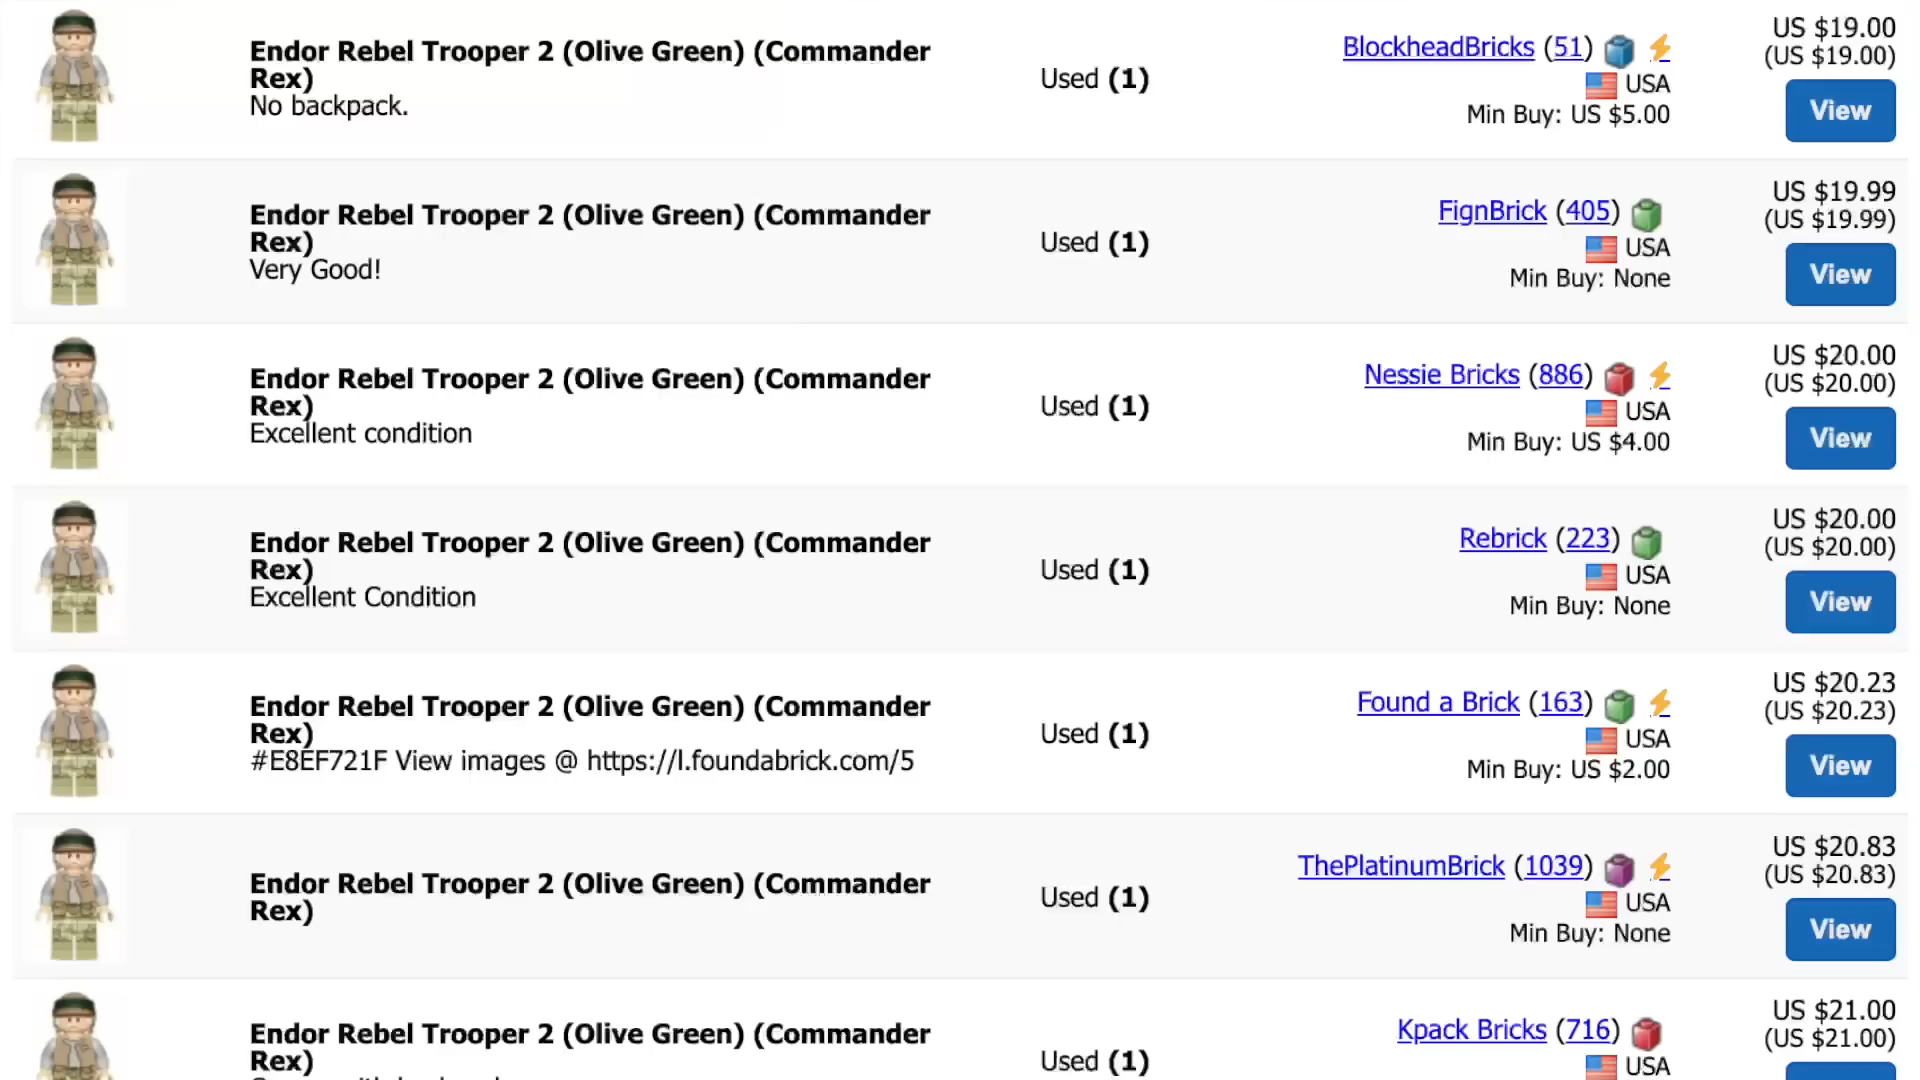 Endor Rebel Trooper 2 (Olive Green) (Commander
Rex)
No backpack.
Used (1)
BlockheadBricks (51)
USA
Min Buy: US $5.00
US $19.00
(US $19.00)
View
Endor Rebel Trooper 2 (Olive Green) (Commander
Rex)
Very Good!
Used (1)
FignBrick (405)
USA
Min Buy: None
US $19.99
(US $19.99)
View
Endor Rebel Trooper 2 (Olive Green) (Commander
Rex)
Excellent condition
Used (1)
Nessie Bricks (886)
USA
Min Buy: US $4.00
US $20.00
(US $20.00)
View
Endor Rebel Trooper 2 (Olive Green) (Commander
Rex)
Excellent Condition
Used (1)
Rebrick (223)
USA
Min Buy: None
US $20.00
(US $20.00)
View
Endor Rebel Trooper 2 (Olive Green) (Commander
Rex)
#E8EF721F View images @ https://l.foundabrick.com/5
Used (1)
Found a Brick (163)
USA
Min Buy: US $2.00
US $20.23
(US $20.23)
View
Endor Rebel Trooper 2 (Olive Green) (Commander
Rex)
Used (1)
ThePlatinumBrick (1039)
USA
Min Buy: None
US $20.83
(US $20.83)
View
Endor Rebel Trooper 2 (Olive Green) (Commander
Rex)
Used (1)
Kpack Bricks (716)
USA
US $21.00
(US $21.00)